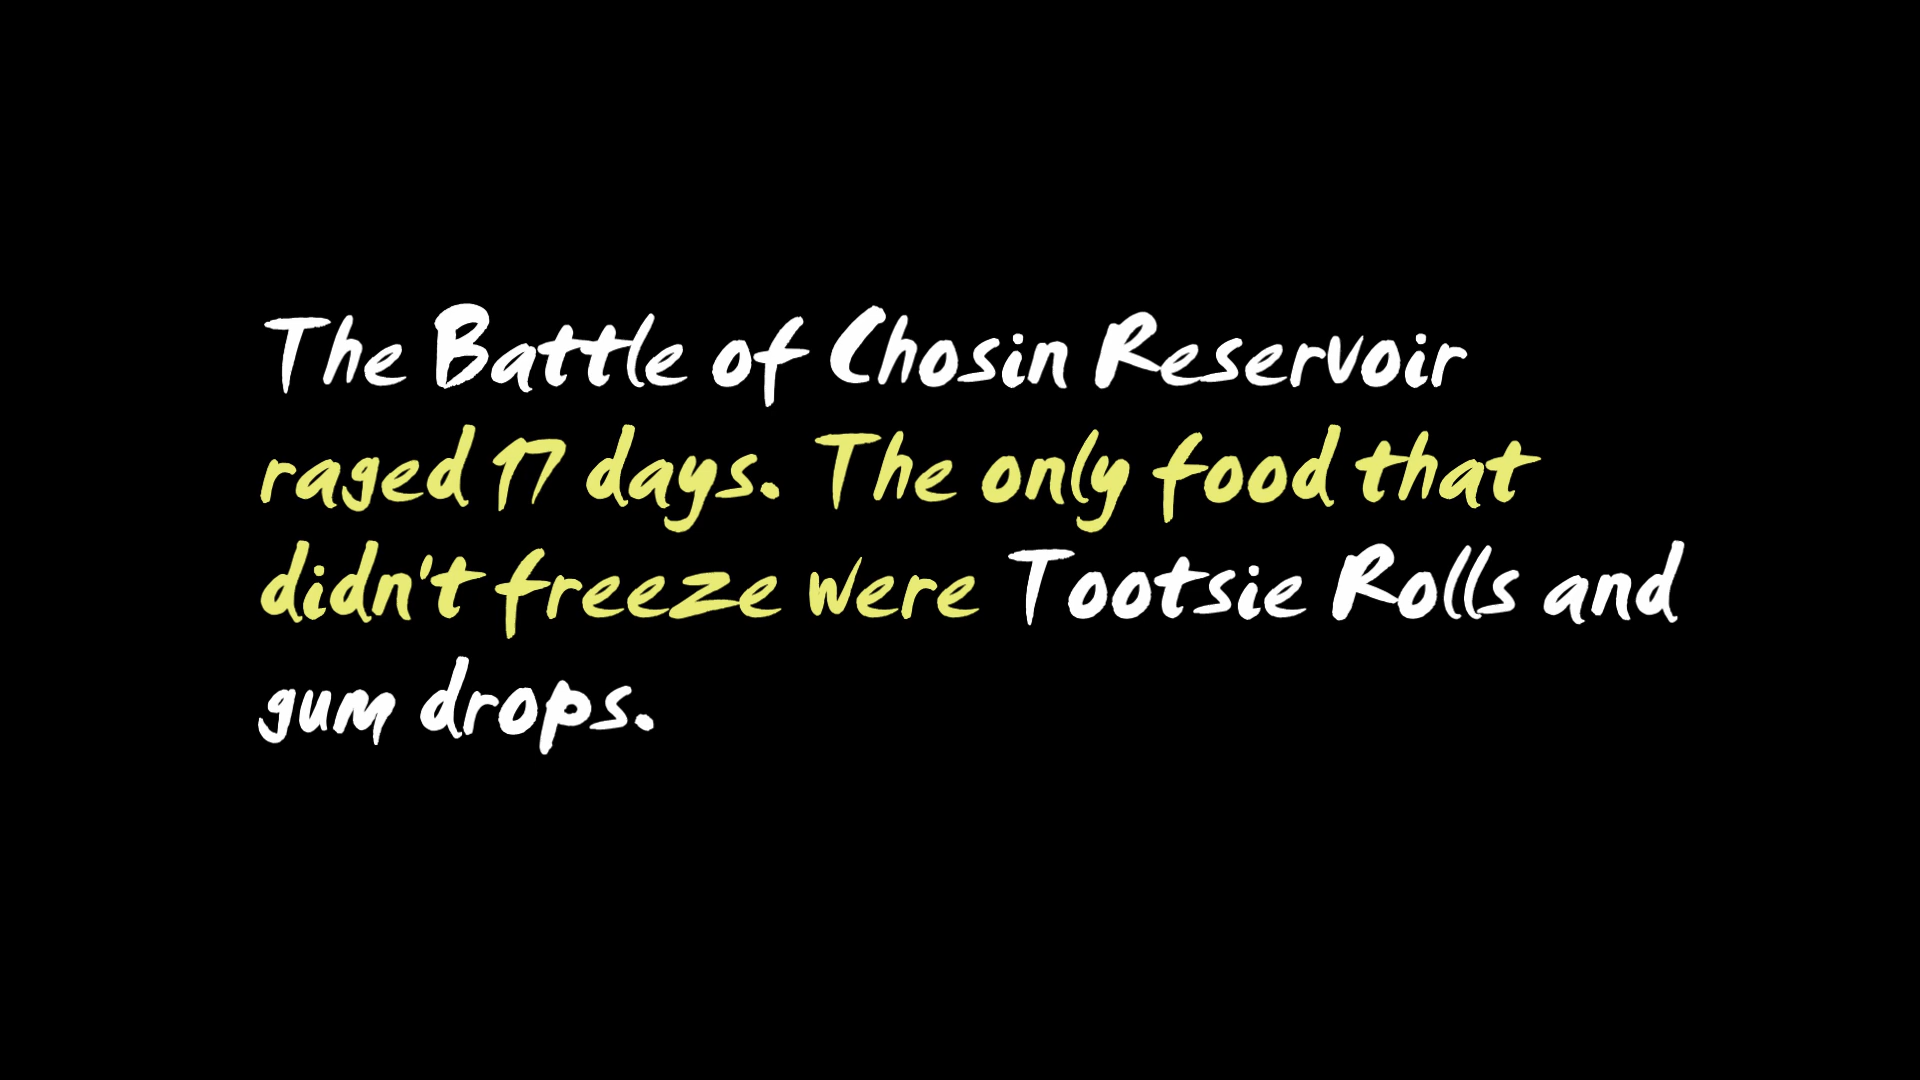 The Battle of Chosin Reservoir
raged 17 days. The only food that
didn't freeze were Tootsie Rolls and
gum drops.